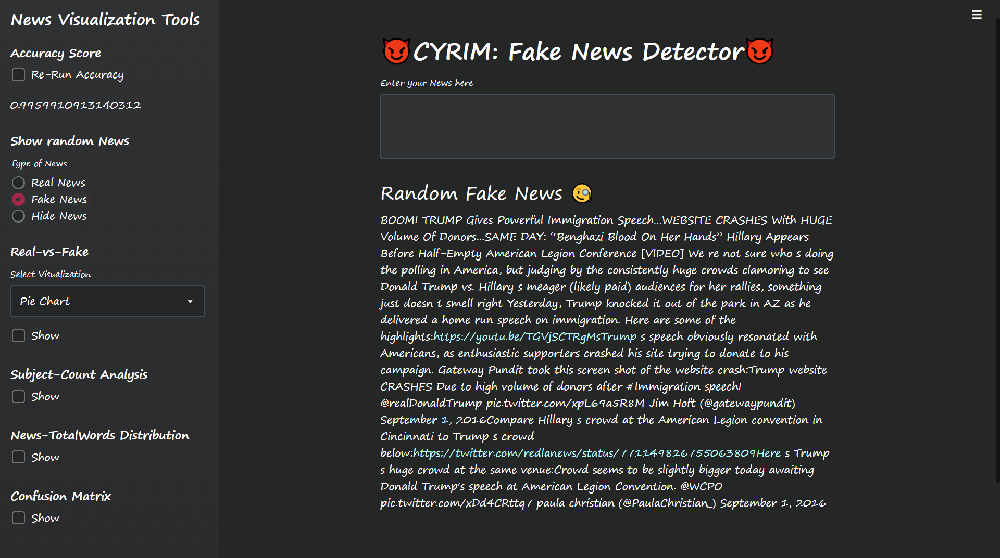 News Visualization Tools
Accuracy Score
Re-Run Accuracy
0.9959910913140312
Show random News
Type of News
Real News
Fake News
Hide News
Real-vs-Fake
Select Visualization
Pie Chart
Show
Subject-Count Analysis
Show
News-TotalWords Distribution
Show
Confusion Matrix
Show
CYRIM: Fake News Detector
Enter your News here
Random Fake News
BOOM! TRUMP Gives Powerful Immigration Speech...WEBSITE CRASHES With HUGE
Volume Of Donors...SAME DAY: “Benghazi Blood On Her Hands” Hillary Appears
Before Half-Empty American Legion Conference [VIDEO] We re not sure who s doing
the polling in America, but judging by the consistently huge crowds clamoring to see
Donald Trump vs. Hillary s meager (likely paid) audiences for her rallies, something
just doesn t smell right Yesterday, Trump knocked it out of the park in AZ as he
delivered a home run speech on immigration. Here are some of the
highlights:https://youtu.be/TGVjSCTRgMsTrump s speech obviously resonated with
Americans, as enthusiastic supporters crashed his site trying to donate to his
campaign. Gateway Pundit took this screen shot of the website crash:Trump website
CRASHES Due to high volume of donors after #Immigration speech!
@realDonaldTrump pic.twitter.com/xpL69a5R8M Jim Hoft (@gatewaypundit)
September 1, 2016Compare Hillary s crowd at the American Legion convention in
Cincinnati to Trump s crowd
below:https://twitter.com/redlanews/status/771149826755063809Here s Trump
s huge crowd at the same venue:Crowd seems to be slightly bigger today awaiting
Donald Trump's speech at American Legion Convention. @WCPO
pic.twitter.com/xDd4CRttq7 paula christian (@PaulaChristian_) September 1, 2016